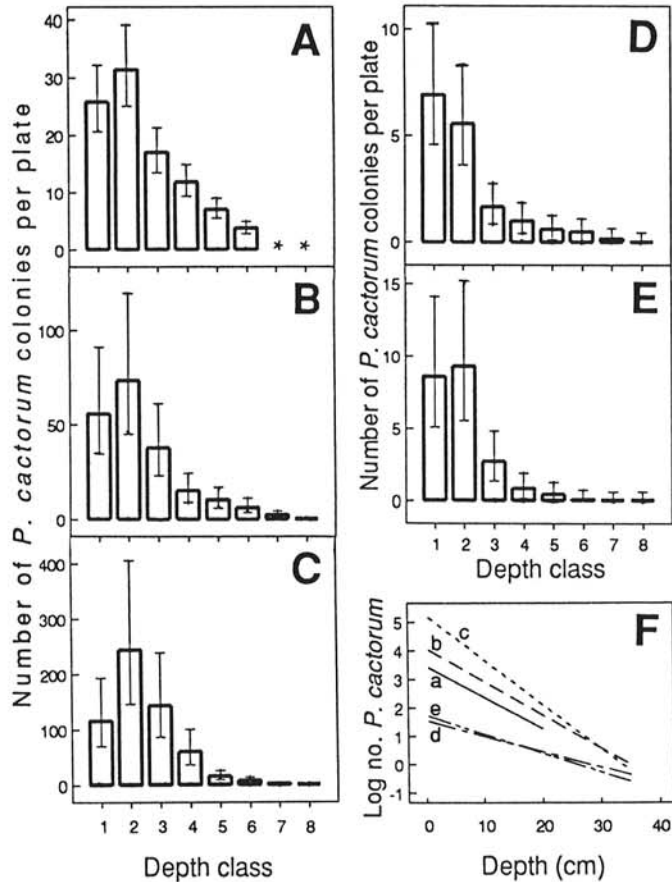 Number of P. cactorum colonies per plate
A
40
30
20
10
0
* *
B
100
50
0
C
400
300
200
100
0
1 2 3 4 5 6 7 8
Depth class
Number of P. cactorum colonies per plate
D
10
5
0
E
15
10
5
0
1 2 3 4 5 6 7 8
Depth class
F
Log no. P. cactorum
5
4
3
2
1
0
-1
c
b
a
e
d
0 10 20 30 40
Depth (cm)